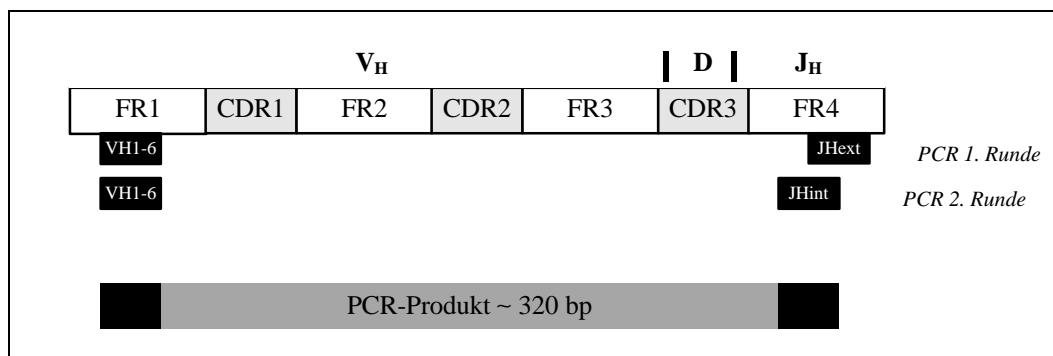 VH D JH
FR1 CDR1 FR2 CDR2 FR3 CDR3 FR4
VH1-6 JHext PCR 1. Runde
VH1-6 JHint PCR 2. Runde
PCR-Produkt ~ 320 bp